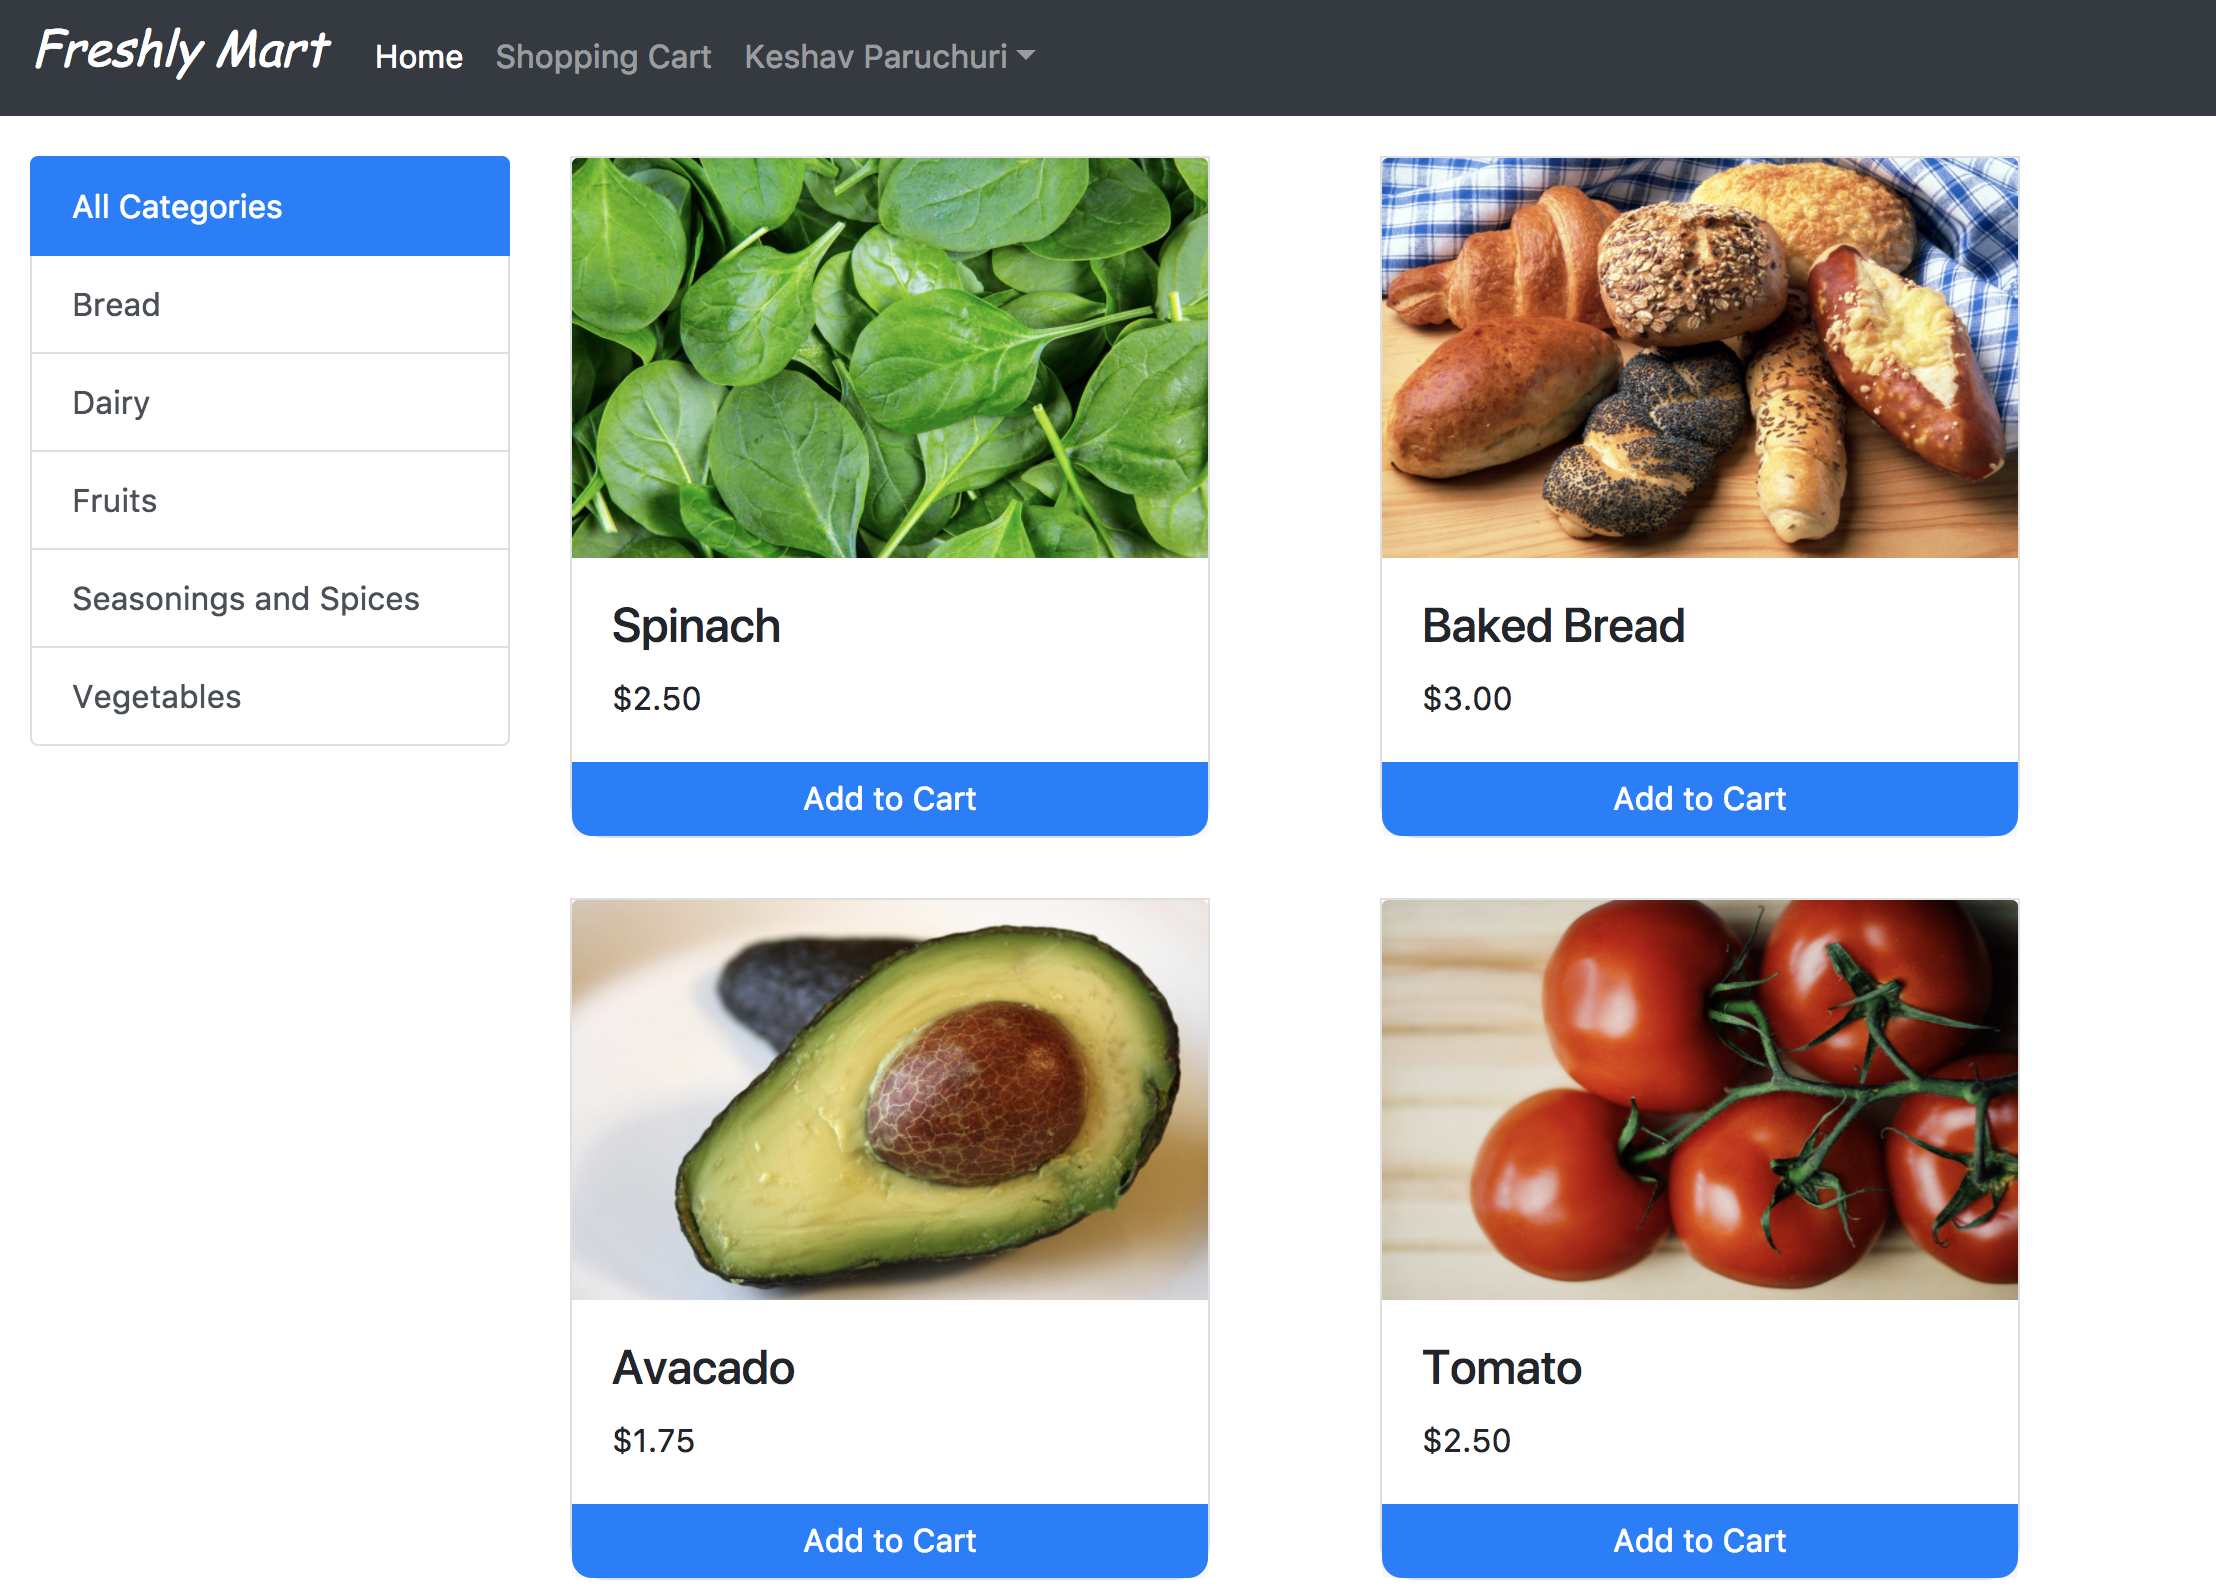 Freshly Mart Home Shopping Cart Keshav Paruchuri
All Categories
Bread
Dairy
Fruits
Seasonings and Spices
Vegetables
Spinach
$2.50
Add to Cart
Baked Bread
$3.00
Add to Cart
Avacado
$1.75
Add to Cart
Tomato
$2.50
Add to Cart